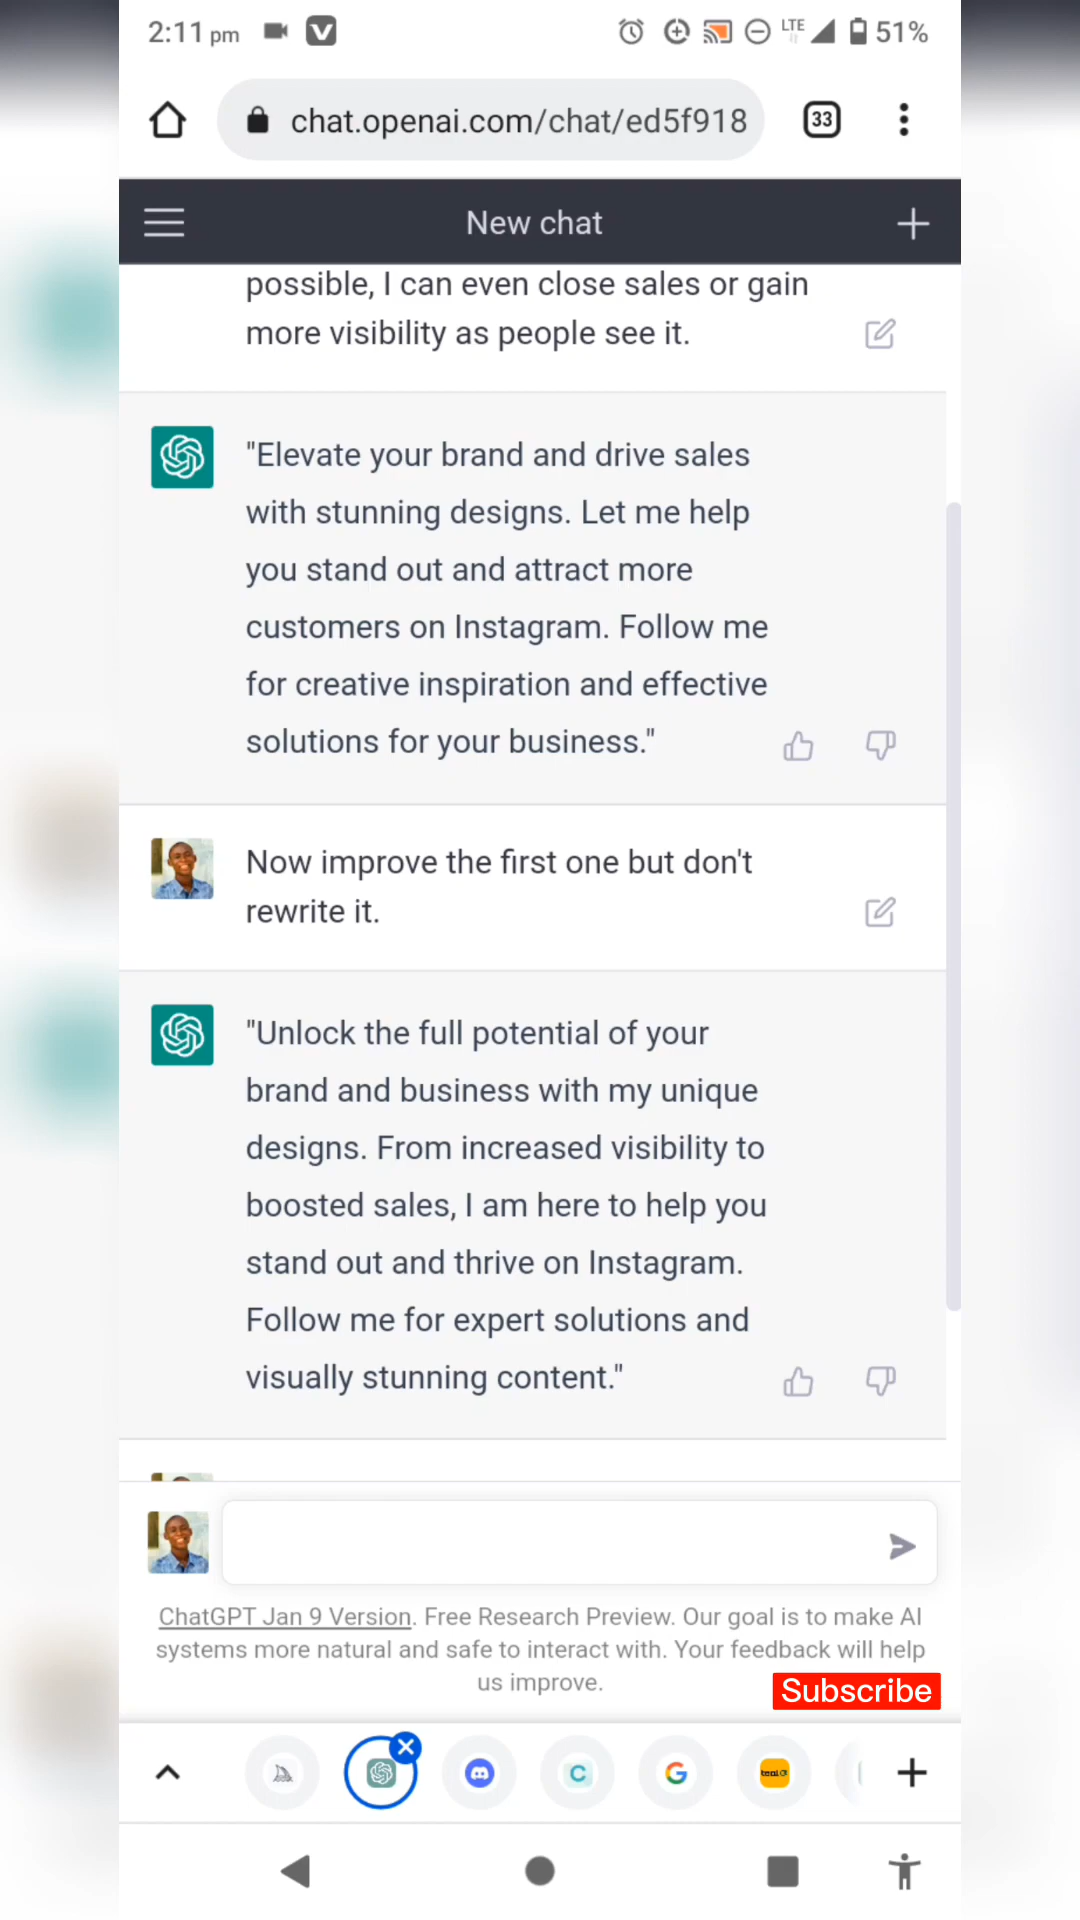 2:11 pm
LTE
51%
chat.openai.com/chat/ed5f918
33
New chat
possible, I can even close sales or gain
more visibility as people see it.
"Elevate your brand and drive sales
with stunning designs. Let me help
you stand out and attract more
customers on Instagram. Follow me
for creative inspiration and effective
solutions for your business."
Now improve the first one but don't
rewrite it.
"Unlock the full potential of your
brand and business with my unique
designs. From increased visibility to
boosted sales, I am here to help you
stand out and thrive on Instagram.
Follow me for expert solutions and
visually stunning content."
ChatGPT Jan 9 Version. Free Research Preview. Our goal is to make AI
systems more natural and safe to interact with. Your feedback will help
us improve.
Subscribe